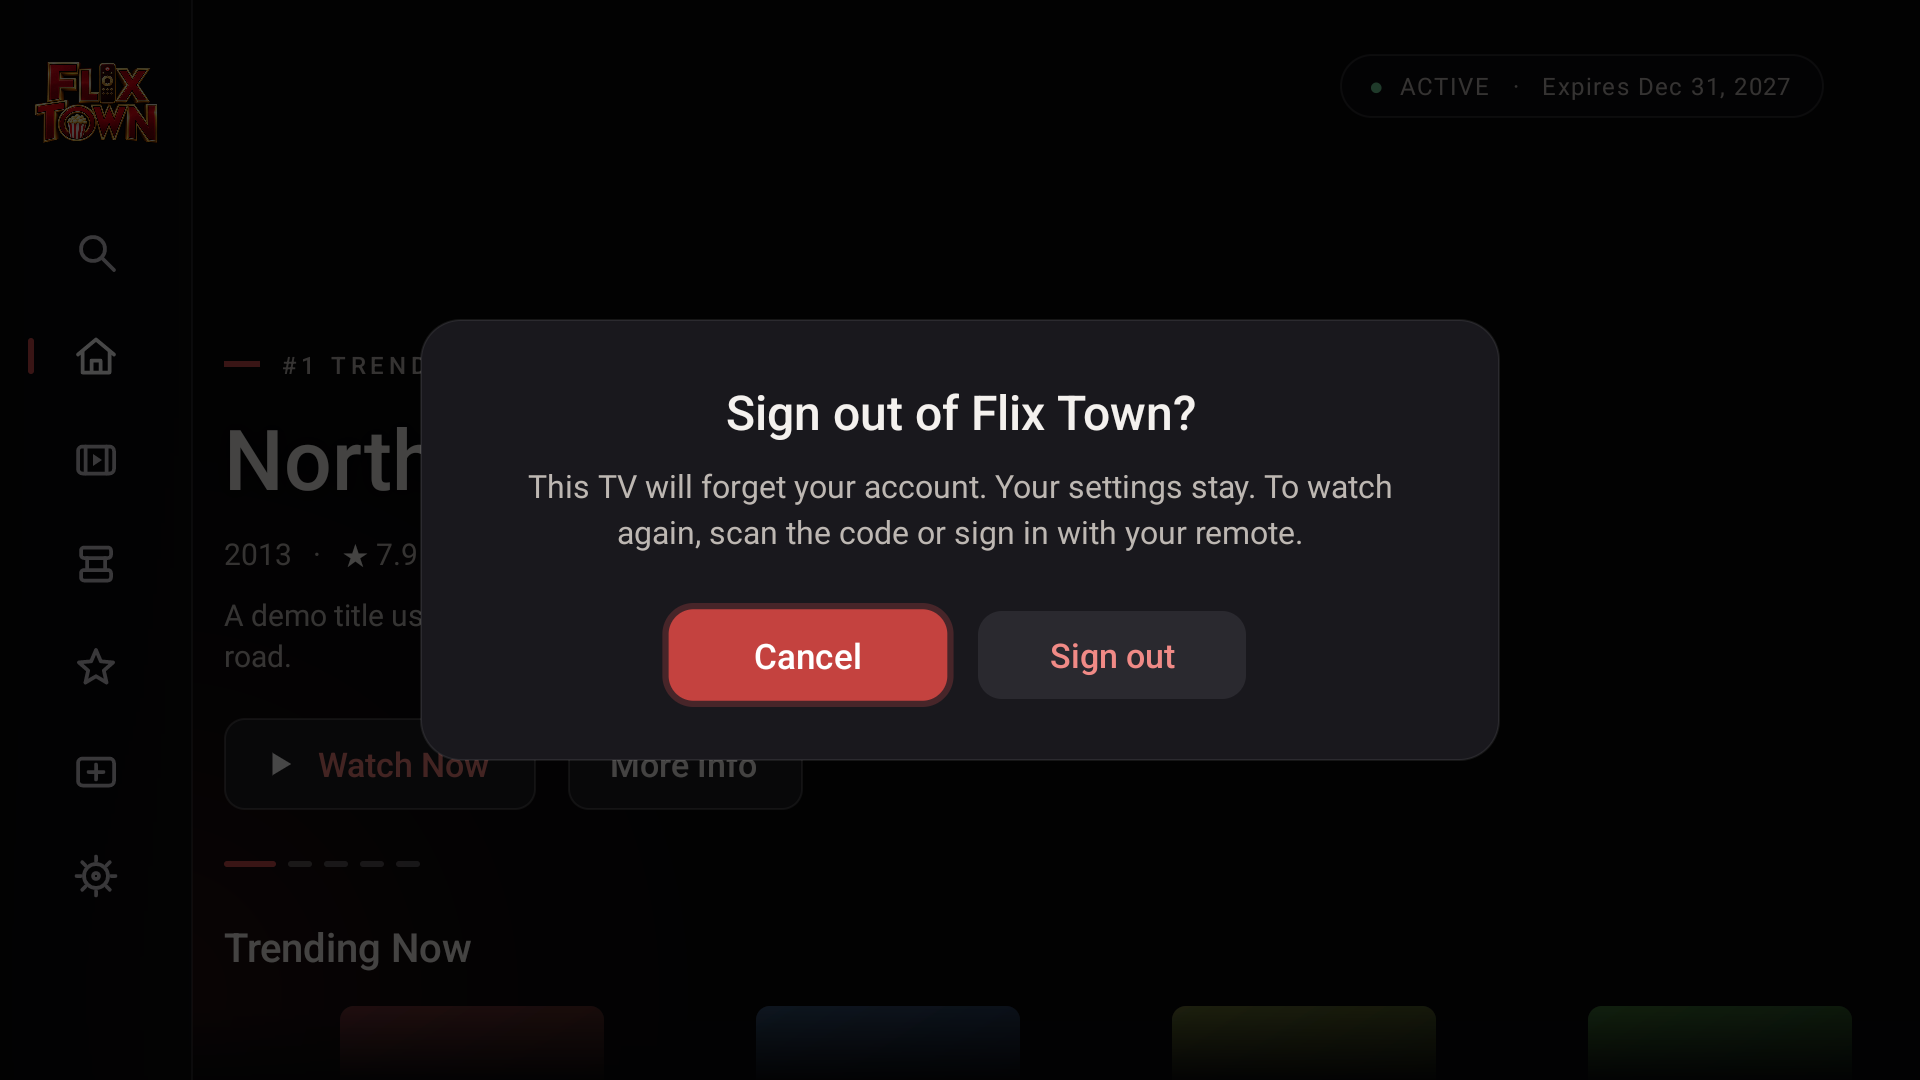 FLIX
TOWN
ACTIVE · Expires Dec 31, 2027
#1 TREND
North
2013 · ★ 7.9
A demo title us
road.
Sign out of Flix Town?
This TV will forget your account. Your settings stay. To watch
again, scan the code or sign in with your remote.
Cancel
Sign out
Watch Now
More Info
Trending Now